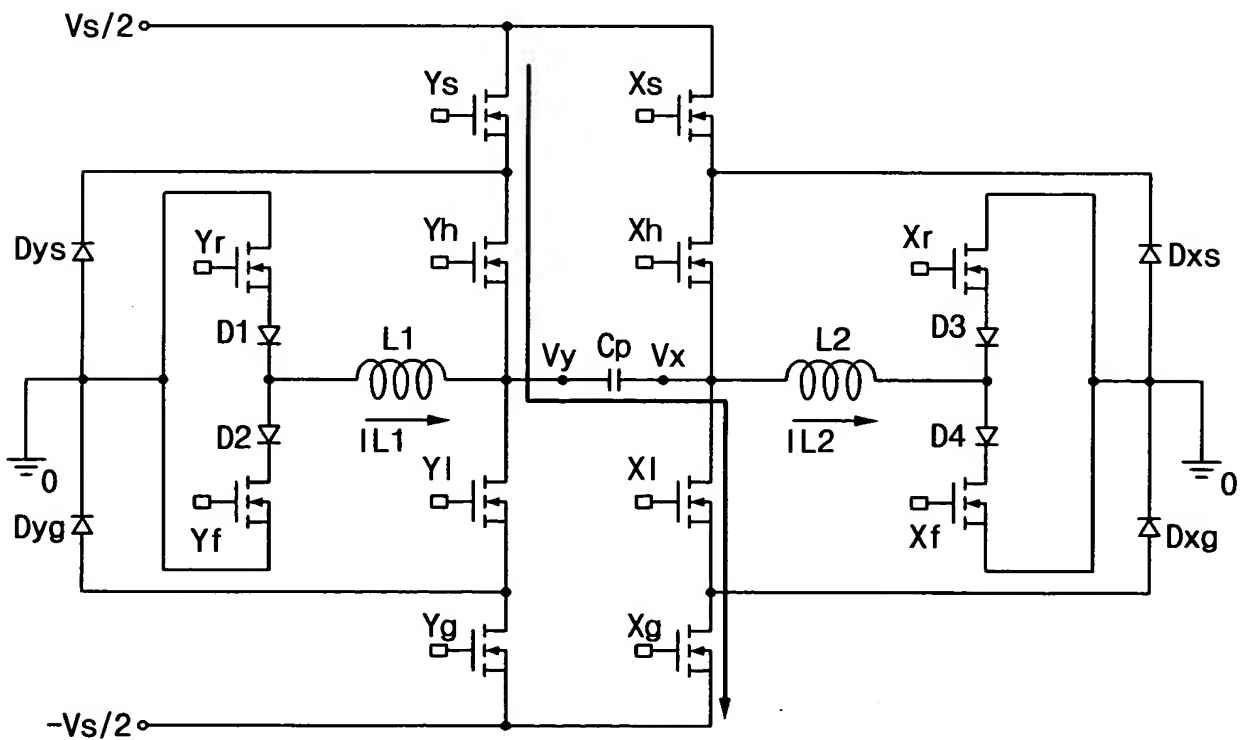 Vs/2
Ys
Xs
Dys
Yr
Yh
Xh
Xr
Dxs
D1
L1
Vy
Cp
Vx
L2
D3
D2
IL1
IL2
D4
0
Yl
Xl
0
Dyg
Yf
Xf
Dxg
Yg
Xg
-Vs/2